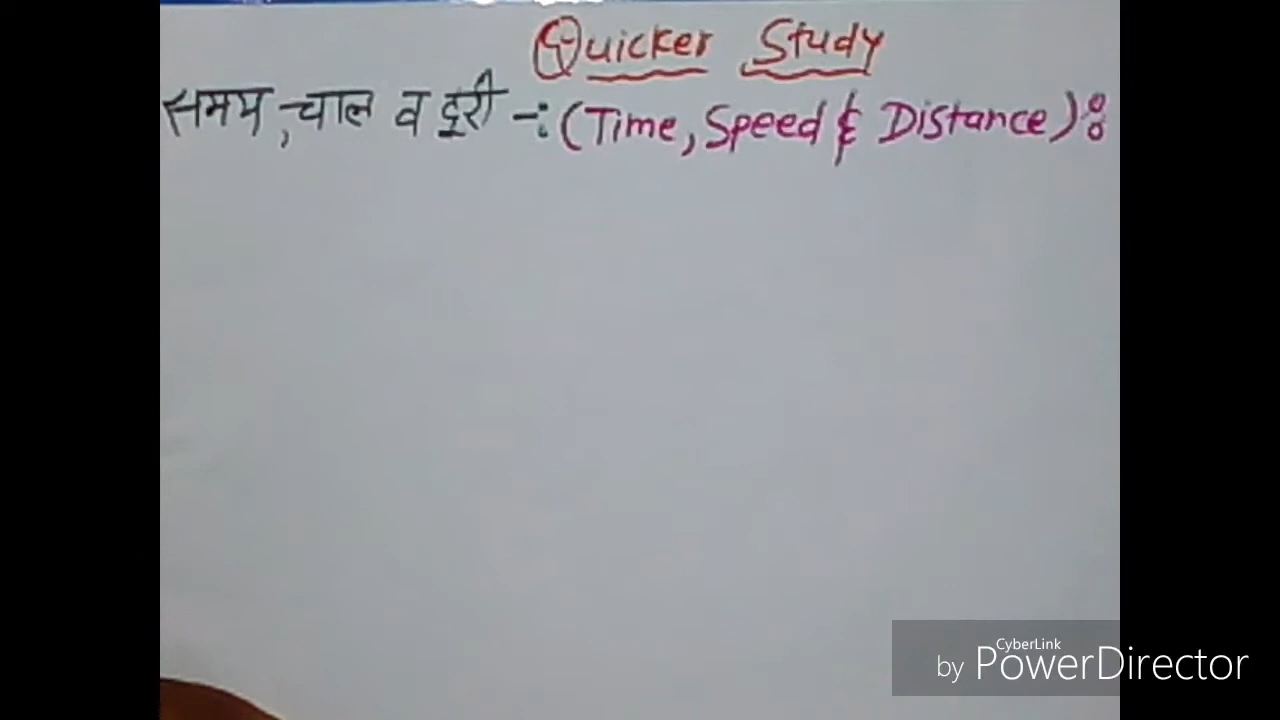 Quicker Study
समय, चाल व दूरी -: (Time, Speed & Distance):
CyberLink
by PowerDirector